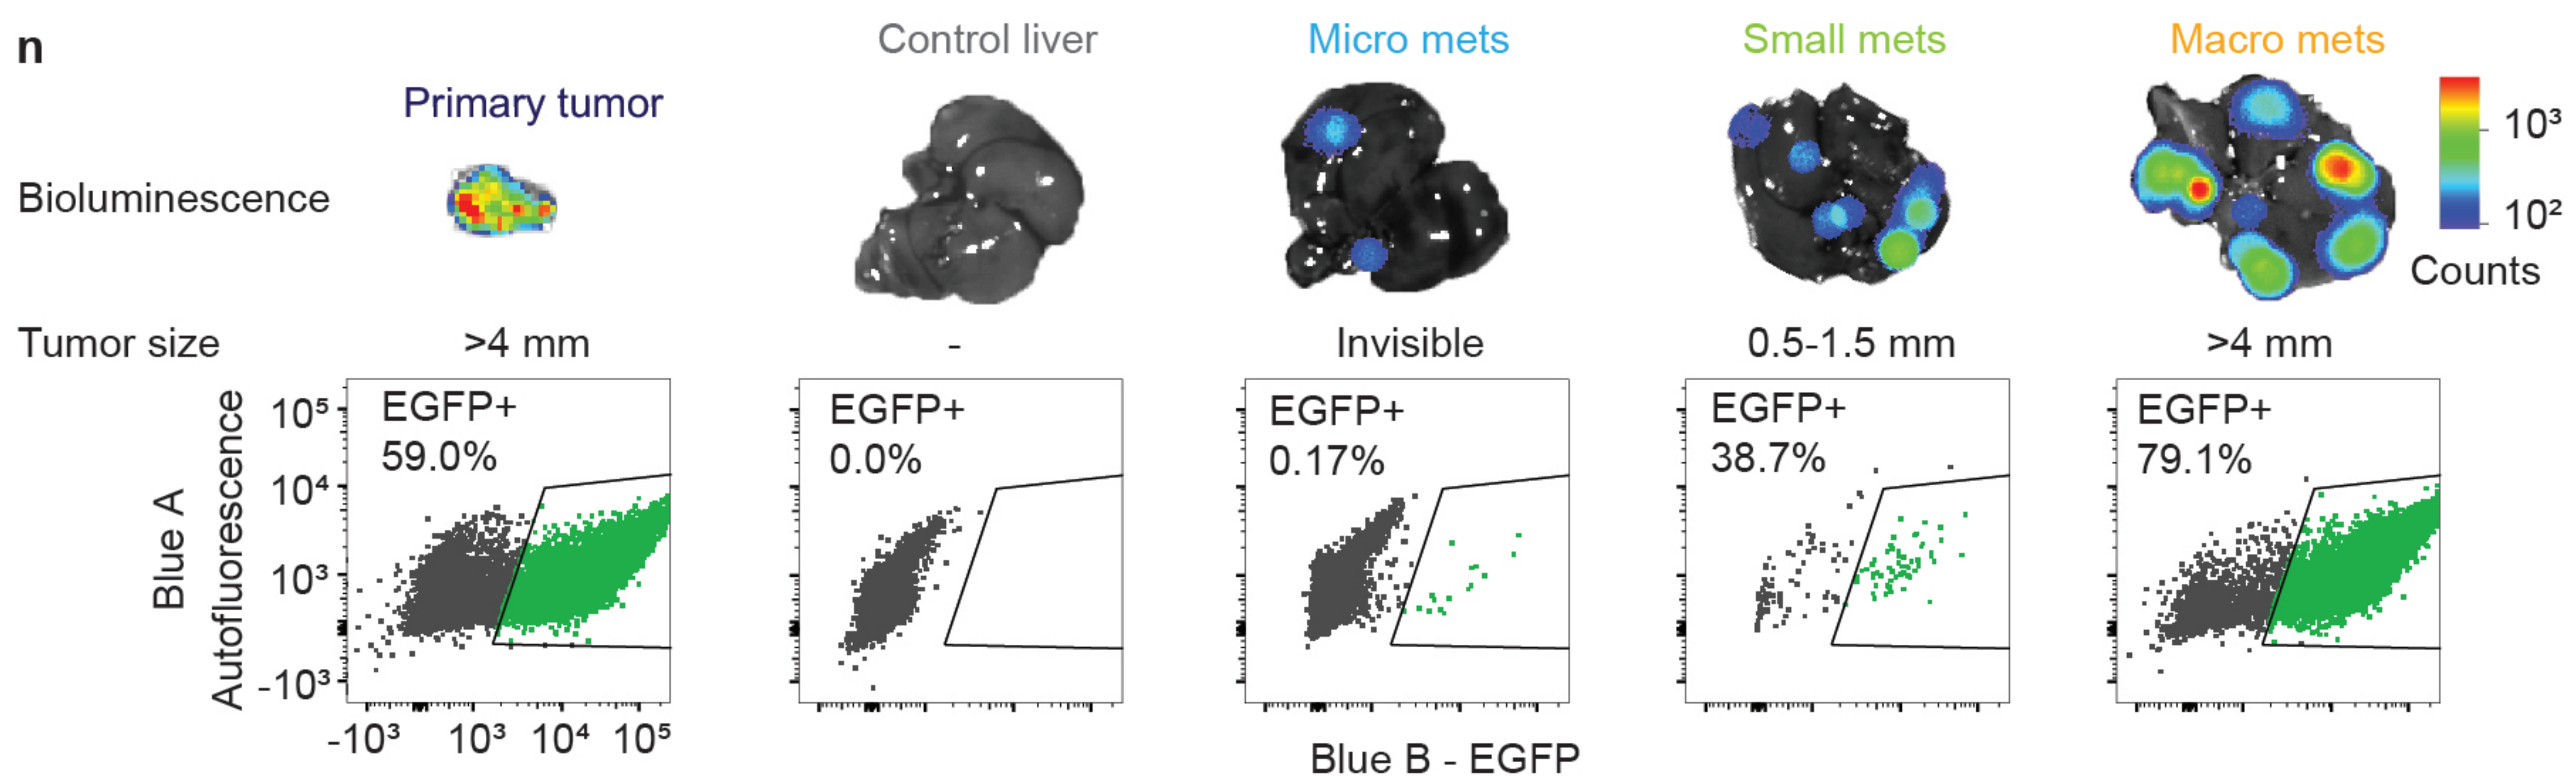 n
Control liver
Micro mets
Small mets
Macro mets
Primary tumor
Bioluminescence
10³
10²
Counts
Tumor size
>4 mm
-
Invisible
0.5-1.5 mm
>4 mm
Blue A
Autofluorescence
10⁵
10⁴
10³
-10³
EGFP+
59.0%
EGFP+
0.0%
EGFP+
0.17%
EGFP+
38.7%
EGFP+
79.1%
-10³
10³
10⁴
10⁵
Blue B - EGFP